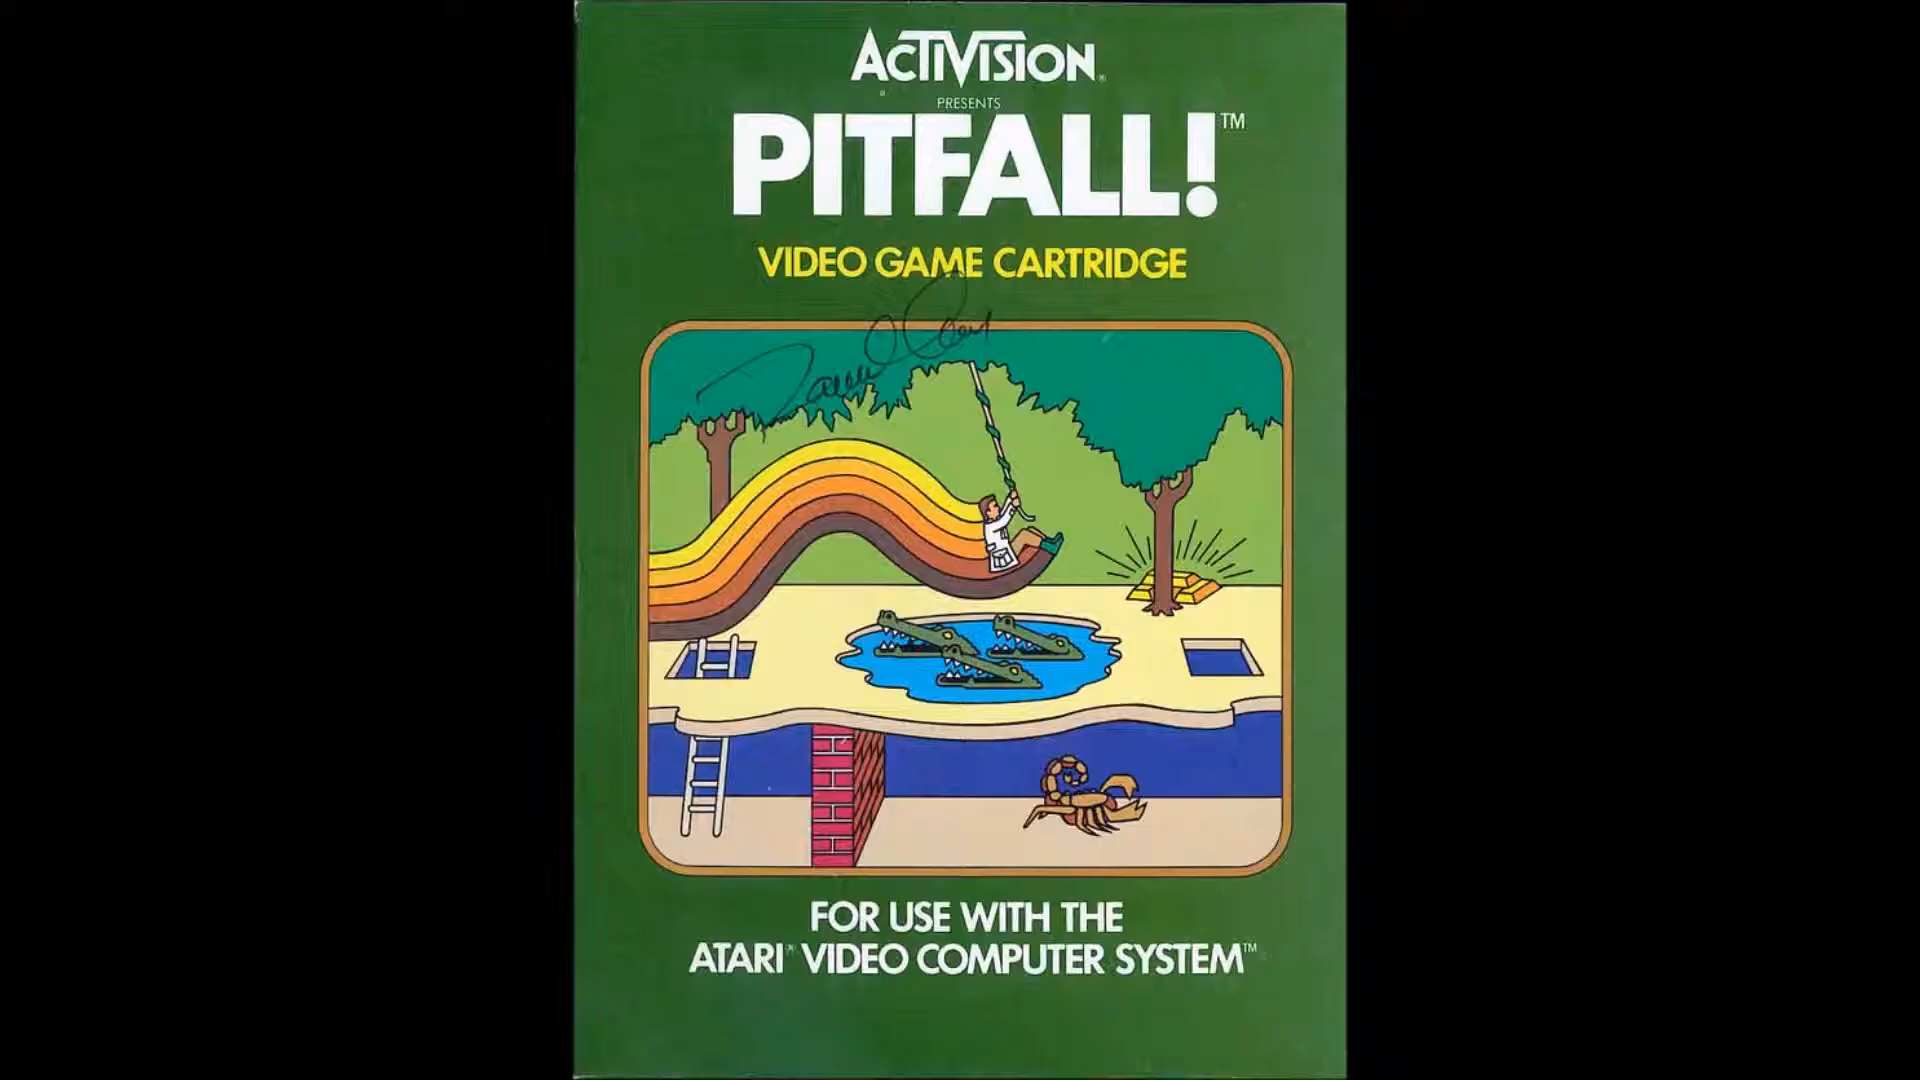 ACTIVISION®
PRESENTS
PITFALL!™
VIDEO GAME CARTRIDGE
FOR USE WITH THE
ATARI® VIDEO COMPUTER SYSTEM™